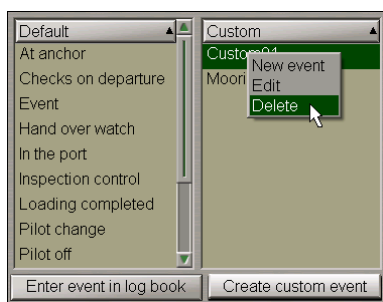 Default
At anchor
Checks on departure
Event
Hand over watch
In the port
Inspection control
Loading completed
Pilot change
Pilot off
Custom
Custom01
Moori
New event
Edit
Delete
Enter event in log book
Create custom event